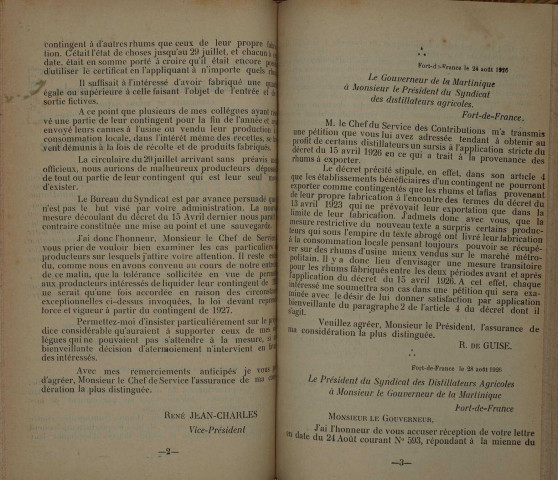 contingent à d'autres rhums que ceux de leur propre
tion. C'était l'état de choses jusqu'au 29 juillet, et chacun à
date, était en somme porté à croire qu'il était encore
d'utiliser le certificat en l'appliquant à n'importe quels
Il suffisait à l'intéressé d'avoir fabriqué une
égale ou supérieure à celle faisant l'objet de l'entrée et
sortie fictives.
A ce point que plusieurs de mes collègues ayant
vé une partie de leur contingent pour la fin de l'année
envoyé leurs cannes à l'usine ou vendu leur production
consommation locale, dans l'intérêt même des recettes, se
vent démunis à la fois de récolte et de produits fabriqués.
La circulaire du 29 juillet arrivant sans préavis
officieux, nous aurions de malheureux producteurs
de tout ou partie de leur contingent qui est leur seul
d'exister.
Le Bureau du Syndicat est par avance persuadé que
n'est pas le but visé par votre administration. La
mesure découlant du décret du 15 Avril dernier nous
contraire constituée une mise au point et une sauvegarde.
J'ai donc l'honneur, Monsieur le Chef de Service
vous prier de vouloir bien examiner les cas
producteurs sur lesquels j'attire votre attention. Il reste
du, comme nous en avons convenu au cours de notre
de ce matin, que la tolérance sollicitée en vue de
aux producteurs intéressés de liquider leur contingent de
ne serait qu'une fois accordée en raison des
exceptionnelles ci-dessus invoquées, la loi devant
force et vigueur à partir du contingent de 1927.
Permettez-moi d'insister particulièrement sur le
dice considérable qu'auraient à supporter ceux de mes
lègues qui ne pouvaient pas s'attendre à la mesure, si
bienveillante décision d'atermoiement n'intervient en
des intéressés.
Avec mes remerciements anticipés je vous
d'agréer, Monsieur le Chef de Service l'assurance de ma
dération la plus distinguée.
RENÉ JEAN-CHARLES
Vice-Président
—2—
Fort-de-France le 24 août 1926
Le Gouverneur de la Martinique
à Monsieur le Président du Syndicat
des distillateurs agricoles.
Fort-de-France.
M. le Chef du Service des Contributions m'a transmis
une pétition que vous lui avez adressée tendant à obtenir au
profit de certains distillateurs un sursis à l'application stricte du
décret du 15 avril 1926 en ce qui a trait à la provenance des
rhums à exporter.
Le décret précité stipule, en effet, dans son article 4
que les établissements bénéficiaires d'un contingent ne pourront
exporter comme contingentés que les rhums et tafias provenant
de leur propre fabrication à l'encontre des termes du décret du
13 avril 1923 qui ne prévoyait leur exportation que dans la
limite de leur fabrication. J'admets donc avec vous, que la
mesure restrictive du nouveau texte a surpris certains produc-
teurs qui sous l'empire du texte abrogé ont livré leur fabrication
à la consommation locale pensant toujours pouvoir se récupé-
rer sur des rhums d'usine mieux vendus sur le marché métro-
politain. Il y a donc lieu d'envisager une mesure transitoire
pour les rhums fabriqués entre les deux périodes avant et après
l'application du décret du 15 avril 1926. A cet effet, chaque
intéressé me soumettra son cas dans une pétition qui sera exa-
minée avec le désir de lui donner satisfaction par application
bienveillante du paragraphe 2 de l'article 4 du décret dont il
s'agit.
Veuillez agréer, Monsieur le Président, l'assurance de
ma considération la plus distinguée.
R. DE GUISE.
Fort-de-France le 28 août 1926
Le Président du Syndicat des Distillateurs Agricoles
à Monsieur le Gouverneur de la Martinique
Fort-de-France
MONSIEUR LE GOUVERNEUR,
J'ai l'honneur de vous accuser réception de votre lettre
en date du 24 Août courant N° 593, répondant à la mienne du
—3—